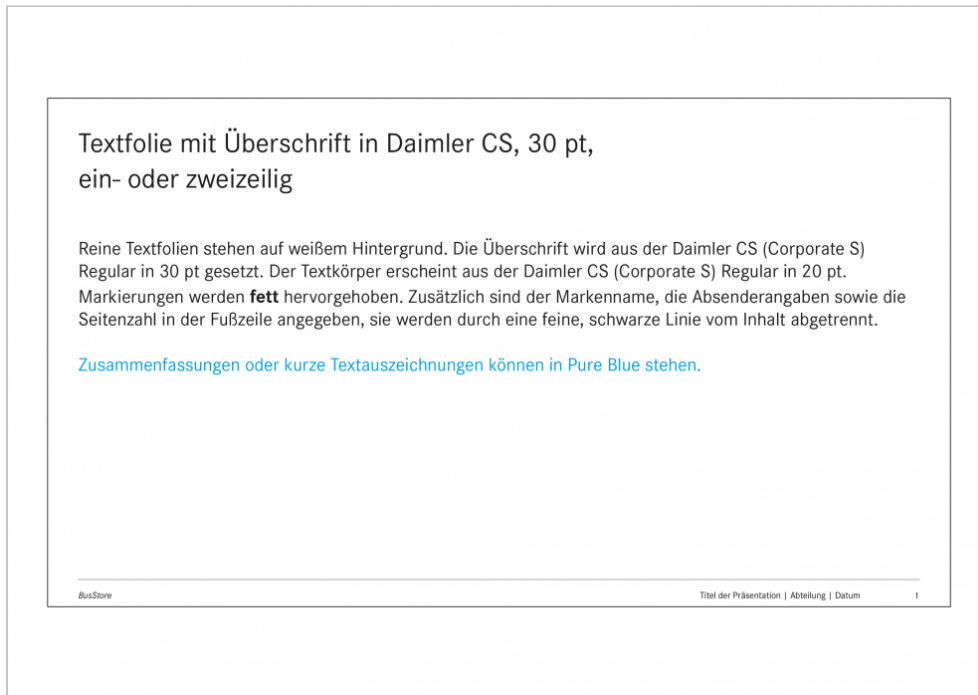 Textfolie mit Überschrift in Daimler CS, 30 pt,
ein- oder zweizeilig
Reine Textfolien stehen auf weißem Hintergrund. Die Überschrift wird aus der Daimler CS (Corporate S)
Regular in 30 pt gesetzt. Der Textkörper erscheint aus der Daimler CS (Corporate S) Regular in 20 pt.
Markierungen werden fett hervorgehoben. Zusätzlich sind der Markenname, die Absenderangaben sowie die
Seitenzahl in der Fußzeile angegeben, sie werden durch eine feine, schwarze Linie vom Inhalt abgetrennt.
Zusammenfassungen oder kurze Textauszeichnungen können in Pure Blue stehen.
BusStore Titel der Präsentation | Abteilung | Datum 1